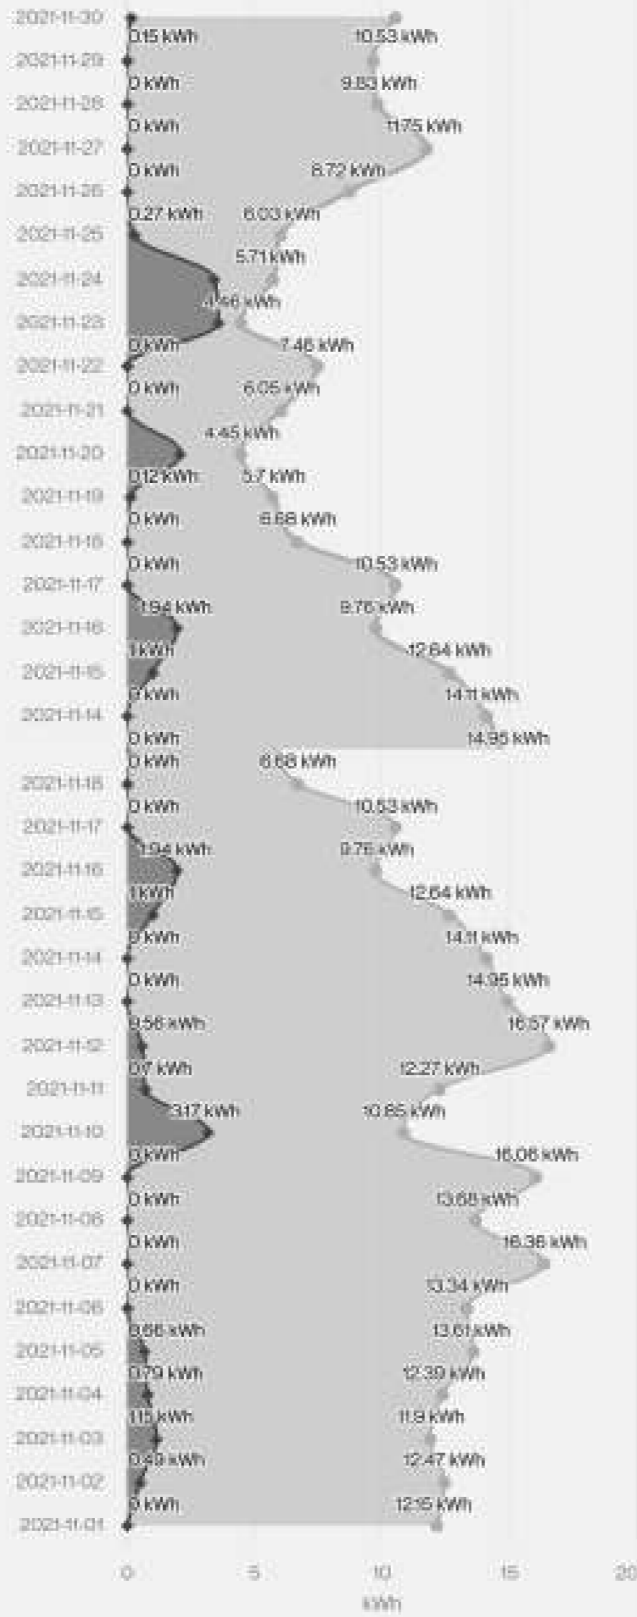 2021-11-30
0.15 kWh 10.53 kWh
2021-11-29
0 kWh 9.83 kWh
2021-11-28
0 kWh 11.75 kWh
2021-11-27
0 kWh 8.72 kWh
2021-11-26
0.27 kWh 6.03 kWh
2021-11-25
5.71 kWh
2021-11-24
4.46 kWh
2021-11-23
0 kWh 7.46 kWh
2021-11-22
0 kWh 6.05 kWh
2021-11-21
4.45 kWh
2021-11-20
0.12 kWh 5.7 kWh
2021-11-19
0 kWh 6.68 kWh
2021-11-18
0 kWh 10.53 kWh
2021-11-17
1.94 kWh 9.76 kWh
2021-11-16
1 kWh 12.64 kWh
2021-11-15
0 kWh 14.11 kWh
2021-11-14
0 kWh 14.95 kWh
0 kWh 6.68 kWh
2021-11-18
0 kWh 10.53 kWh
2021-11-17
1.94 kWh 9.76 kWh
2021-11-16
1 kWh 12.64 kWh
2021-11-15
0 kWh 14.11 kWh
2021-11-14
0 kWh 14.95 kWh
2021-11-13
0.56 kWh 16.57 kWh
2021-11-12
0.7 kWh 12.27 kWh
2021-11-11
3.17 kWh 10.85 kWh
2021-11-10
0 kWh 16.06 kWh
2021-11-09
0 kWh 13.68 kWh
2021-11-08
0 kWh 16.36 kWh
2021-11-07
0 kWh 13.34 kWh
2021-11-06
0.66 kWh 13.61 kWh
2021-11-05
0.79 kWh 12.39 kWh
2021-11-04
1.15 kWh 11.9 kWh
2021-11-03
0.49 kWh 12.47 kWh
2021-11-02
0 kWh 12.15 kWh
2021-11-01
0 5 10 15 20
kWh